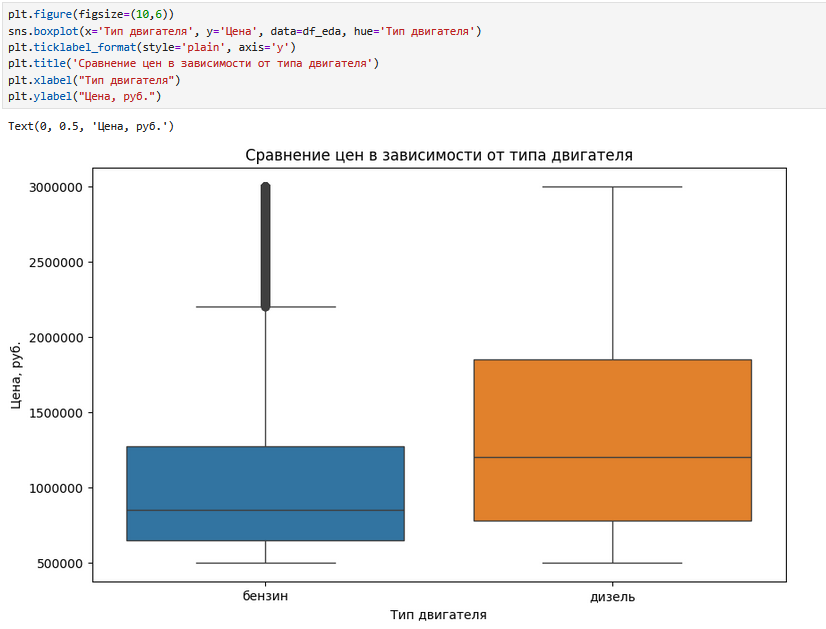 plt.figure(figsize=(10,6))
sns.boxplot(x='Тип двигателя', y='Цена', data=df_eda, hue='Тип двигателя')
plt.ticklabel_format(style='plain', axis='y')
plt.title('Сравнение цен в зависимости от типа двигателя')
plt.xlabel("Тип двигателя")
plt.ylabel("Цена, руб.")
Text(0, 0.5, 'Цена, руб.')
Сравнение цен в зависимости от типа двигателя
3000000
2500000
2000000
1500000
1000000
500000
Цена, руб.
бензин дизель
Тип двигателя